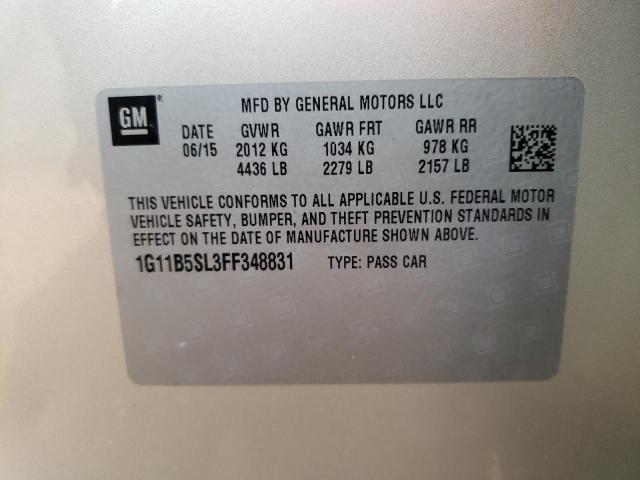 GM ®
MFD BY GENERAL MOTORS LLC
DATE GVWR GAWR FRT GAWR RR
06/15 2012 KG 1034 KG 978 KG
4436 LB 2279 LB 2157 LB
THIS VEHICLE CONFORMS TO ALL APPLICABLE U.S. FEDERAL MOTOR
VEHICLE SAFETY, BUMPER, AND THEFT PREVENTION STANDARDS IN
EFFECT ON THE DATE OF MANUFACTURE SHOWN ABOVE.
1G11B5SL3FF348831 TYPE: PASS CAR